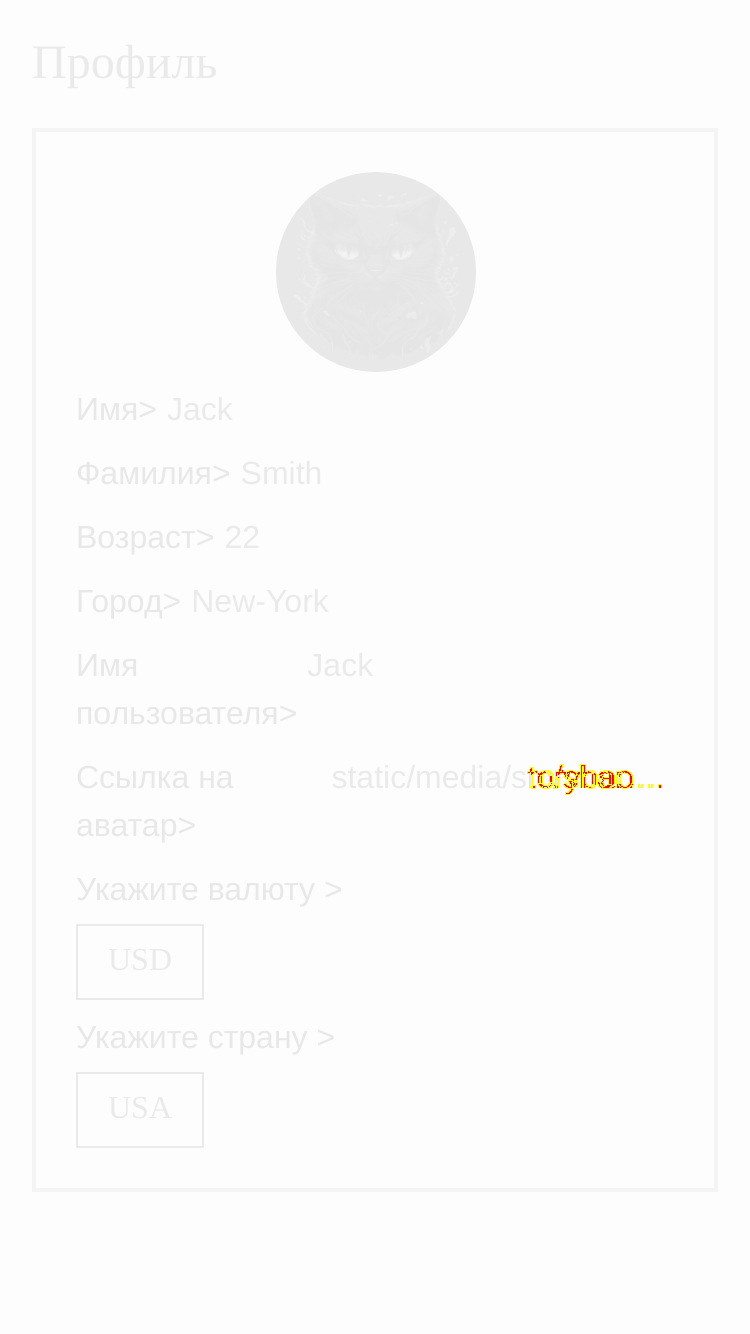 Профиль
Имя> Jack
Фамилия> Smith
Возраст> 22
Город> New-York
Имя Jack
пользователя>
Ссылка на static/media/s
аватар>
Укажите валюту >
USD
Укажите страну >
USA